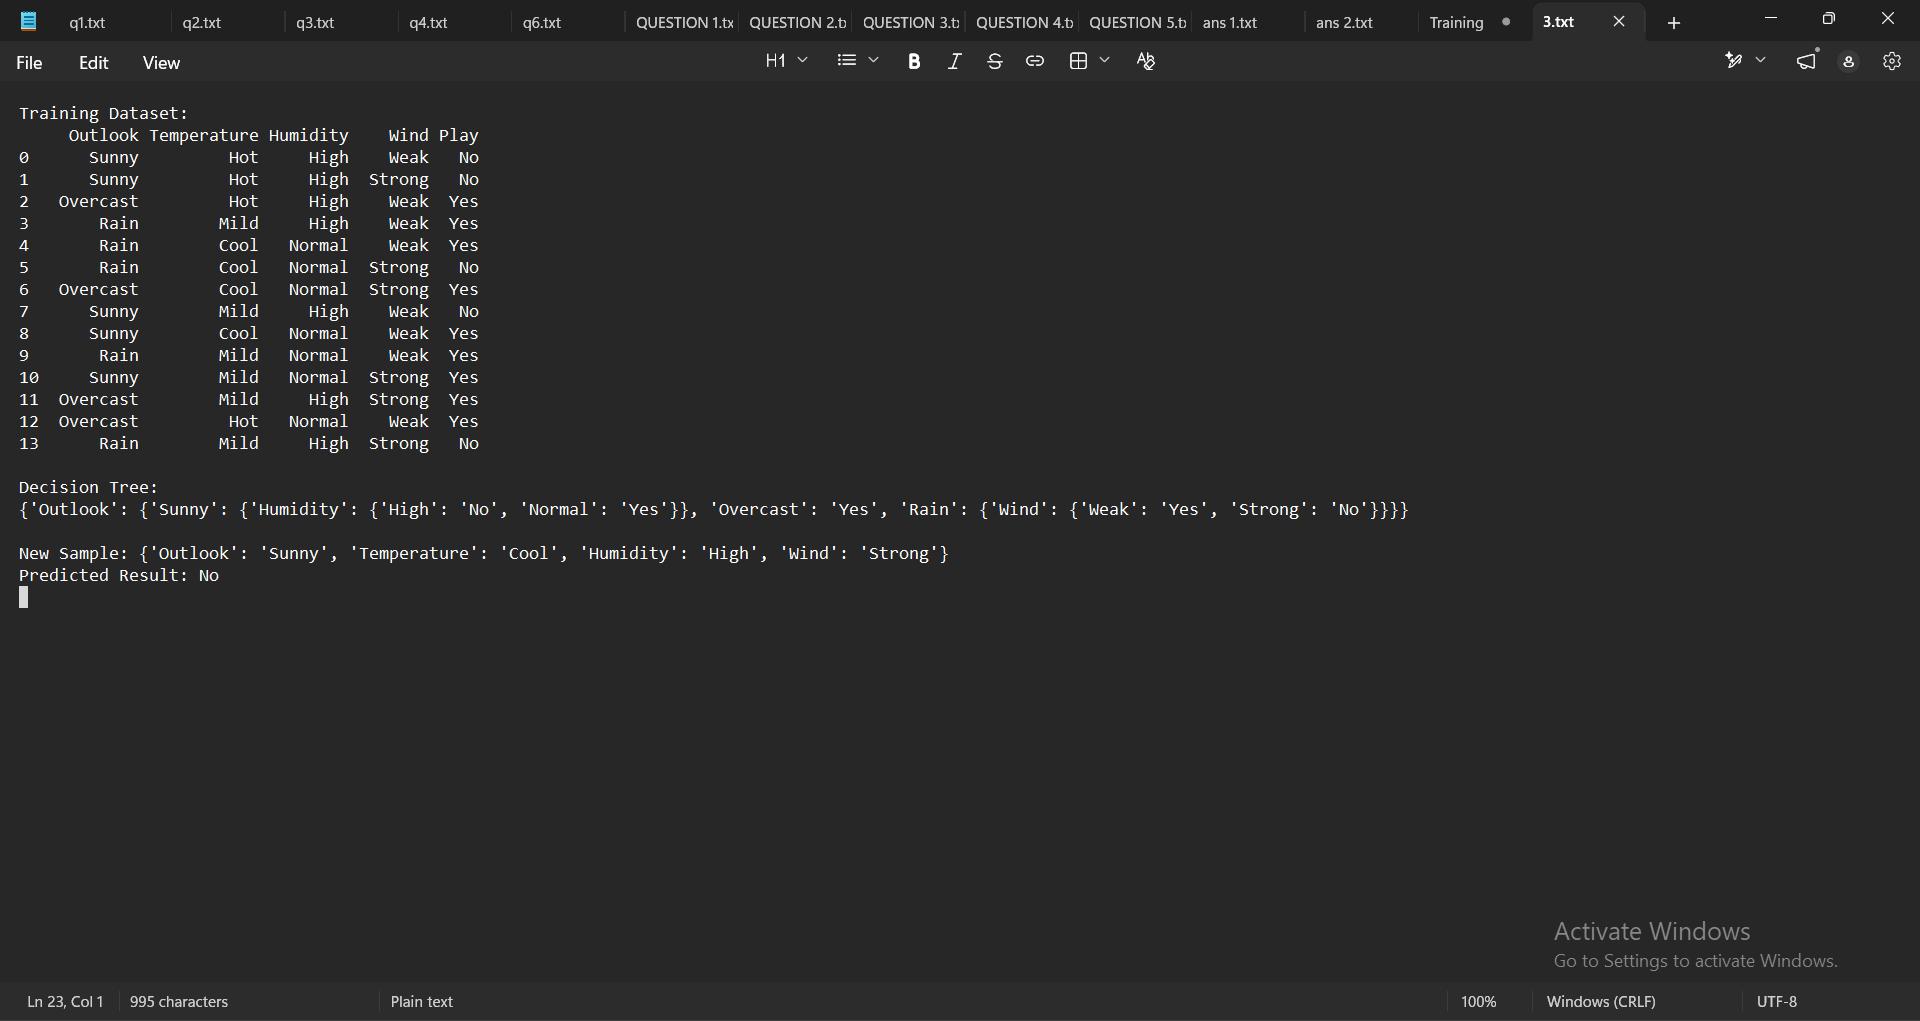 q1.txt q2.txt q3.txt q4.txt q6.txt QUESTION 1.tx QUESTION 2.t QUESTION 3.t QUESTION 4.t QUESTION 5.t ans 1.txt ans 2.txt Training 3.txt
File Edit View H1
Training Dataset:
Outlook Temperature Humidity Wind Play
0 Sunny Hot High Weak No
1 Sunny Hot High Strong No
2 Overcast Hot High Weak Yes
3 Rain Mild High Weak Yes
4 Rain Cool Normal Weak Yes
5 Rain Cool Normal Strong No
6 Overcast Cool Normal Strong Yes
7 Sunny Mild High Weak No
8 Sunny Cool Normal Weak Yes
9 Rain Mild Normal Weak Yes
10 Sunny Mild Normal Strong Yes
11 Overcast Mild High Strong Yes
12 Overcast Hot Normal Weak Yes
13 Rain Mild High Strong No
Decision Tree:
{'Outlook': {'Sunny': {'Humidity': {'High': 'No', 'Normal': 'Yes'}}, 'Overcast': 'Yes', 'Rain': {'Wind': {'Weak': 'Yes', 'Strong': 'No'}}}}
New Sample: {'Outlook': 'Sunny', 'Temperature': 'Cool', 'Humidity': 'High', 'Wind': 'Strong'}
Predicted Result: No
Activate Windows
Go to Settings to activate Windows.
Ln 23, Col 1 995 characters Plain text 100% Windows (CRLF) UTF-8